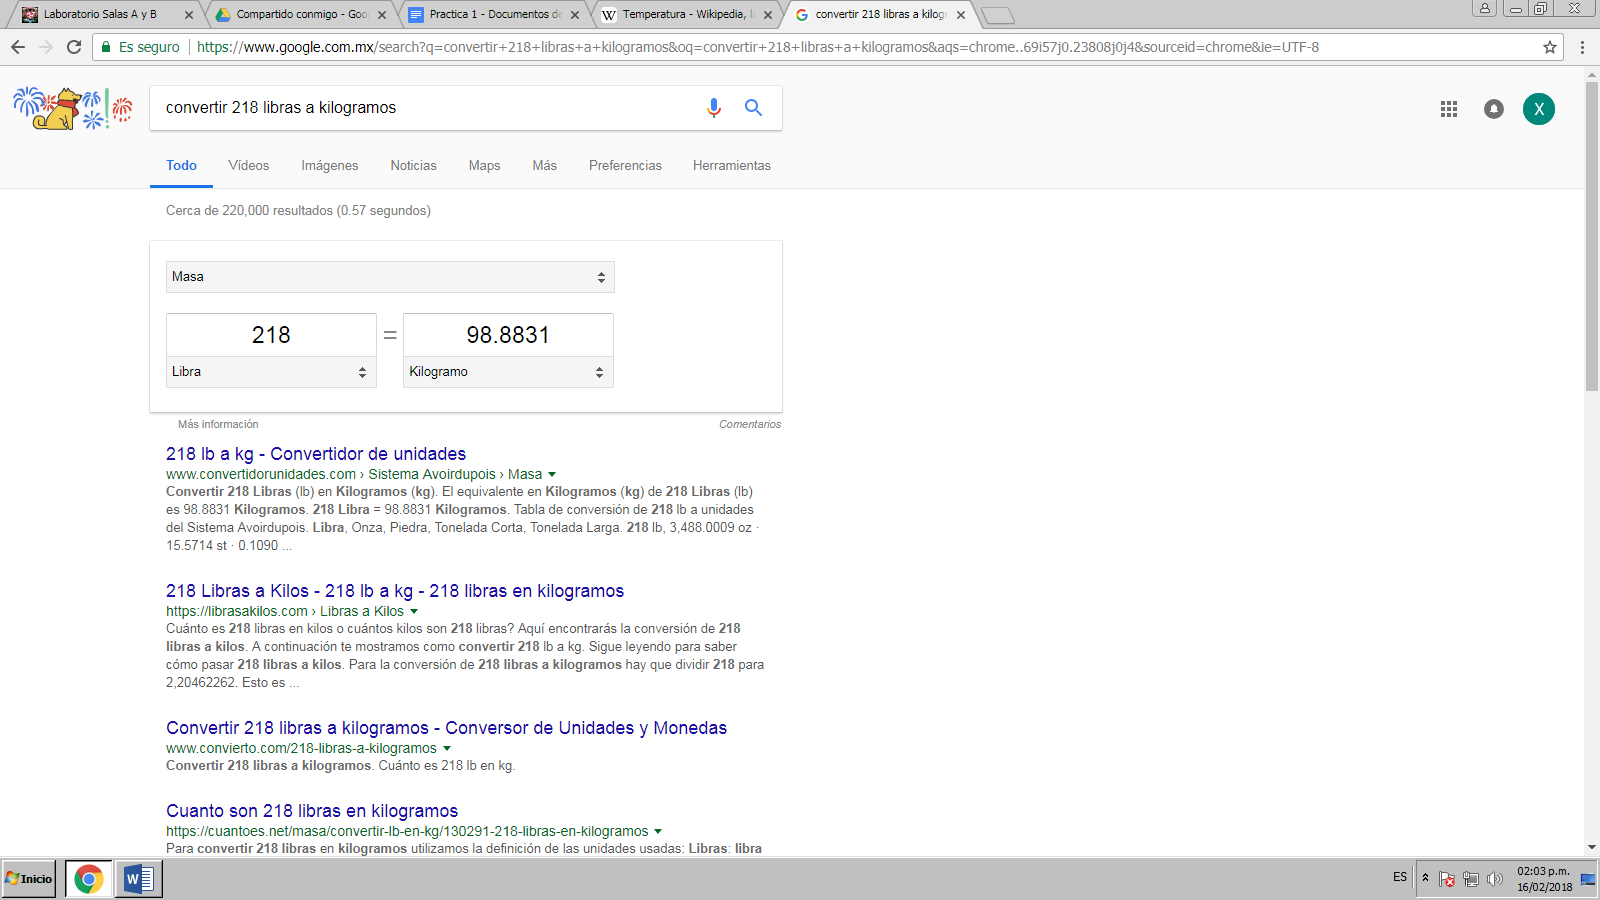 Laboratorio Salas A y B
Compartido conmigo - Goo
Practica 1 - Documentos de
Temperatura - Wikipedia, l
convertir 218 libras a kilogr
Es seguro
https://www.google.com.mx/search?q=convertir+218+libras+a+kilogramos&oq=convertir+218+libras+a+kilogramos&aqs=chrome..69i57j0.23808j0j4&sourceid=chrome&ie=UTF-8
convertir 218 libras a kilogramos
X
Todo
Vídeos
Imágenes
Noticias
Maps
Más
Preferencias
Herramientas
Cerca de 220,000 resultados (0.57 segundos)
Masa
218 = 98.8831
Libra
Kilogramo
Más información
Comentarios
218 lb a kg - Convertidor de unidades
www.convertidorunidades.com › Sistema Avoirdupois › Masa
Convertir 218 Libras (lb) en Kilogramos (kg). El equivalente en Kilogramos (kg) de 218 Libras (lb)
es 98.8831 Kilogramos. 218 Libra = 98.8831 Kilogramos. Tabla de conversión de 218 lb a unidades
del Sistema Avoirdupois. Libra, Onza, Piedra, Tonelada Corta, Tonelada Larga. 218 lb, 3,488.0009 oz ·
15.5714 st · 0.1090 ...
218 Libras a Kilos - 218 lb a kg - 218 libras en kilogramos
https://librasakilos.com › Libras a Kilos
Cuánto es 218 libras en kilos o cuántos kilos son 218 libras? Aquí encontrarás la conversión de 218
libras a kilos. A continuación te mostramos como convertir 218 lb a kg. Sigue leyendo para saber
cómo pasar 218 libras a kilos. Para la conversión de 218 libras a kilogramos hay que dividir 218 para
2,20462262. Esto es ...
Convertir 218 libras a kilogramos - Conversor de Unidades y Monedas
www.convierto.com/218-libras-a-kilogramos
Convertir 218 libras a kilogramos. Cuánto es 218 lb en kg.
Cuanto son 218 libras en kilogramos
https://cuantoes.net/masa/convertir-lb-en-kg/130291-218-libras-en-kilogramos
Para convertir 218 libras en kilogramos utilizamos la definición de las unidades usadas: Libras: libra
Inicio
ES
02:03 p.m.
16/02/2018